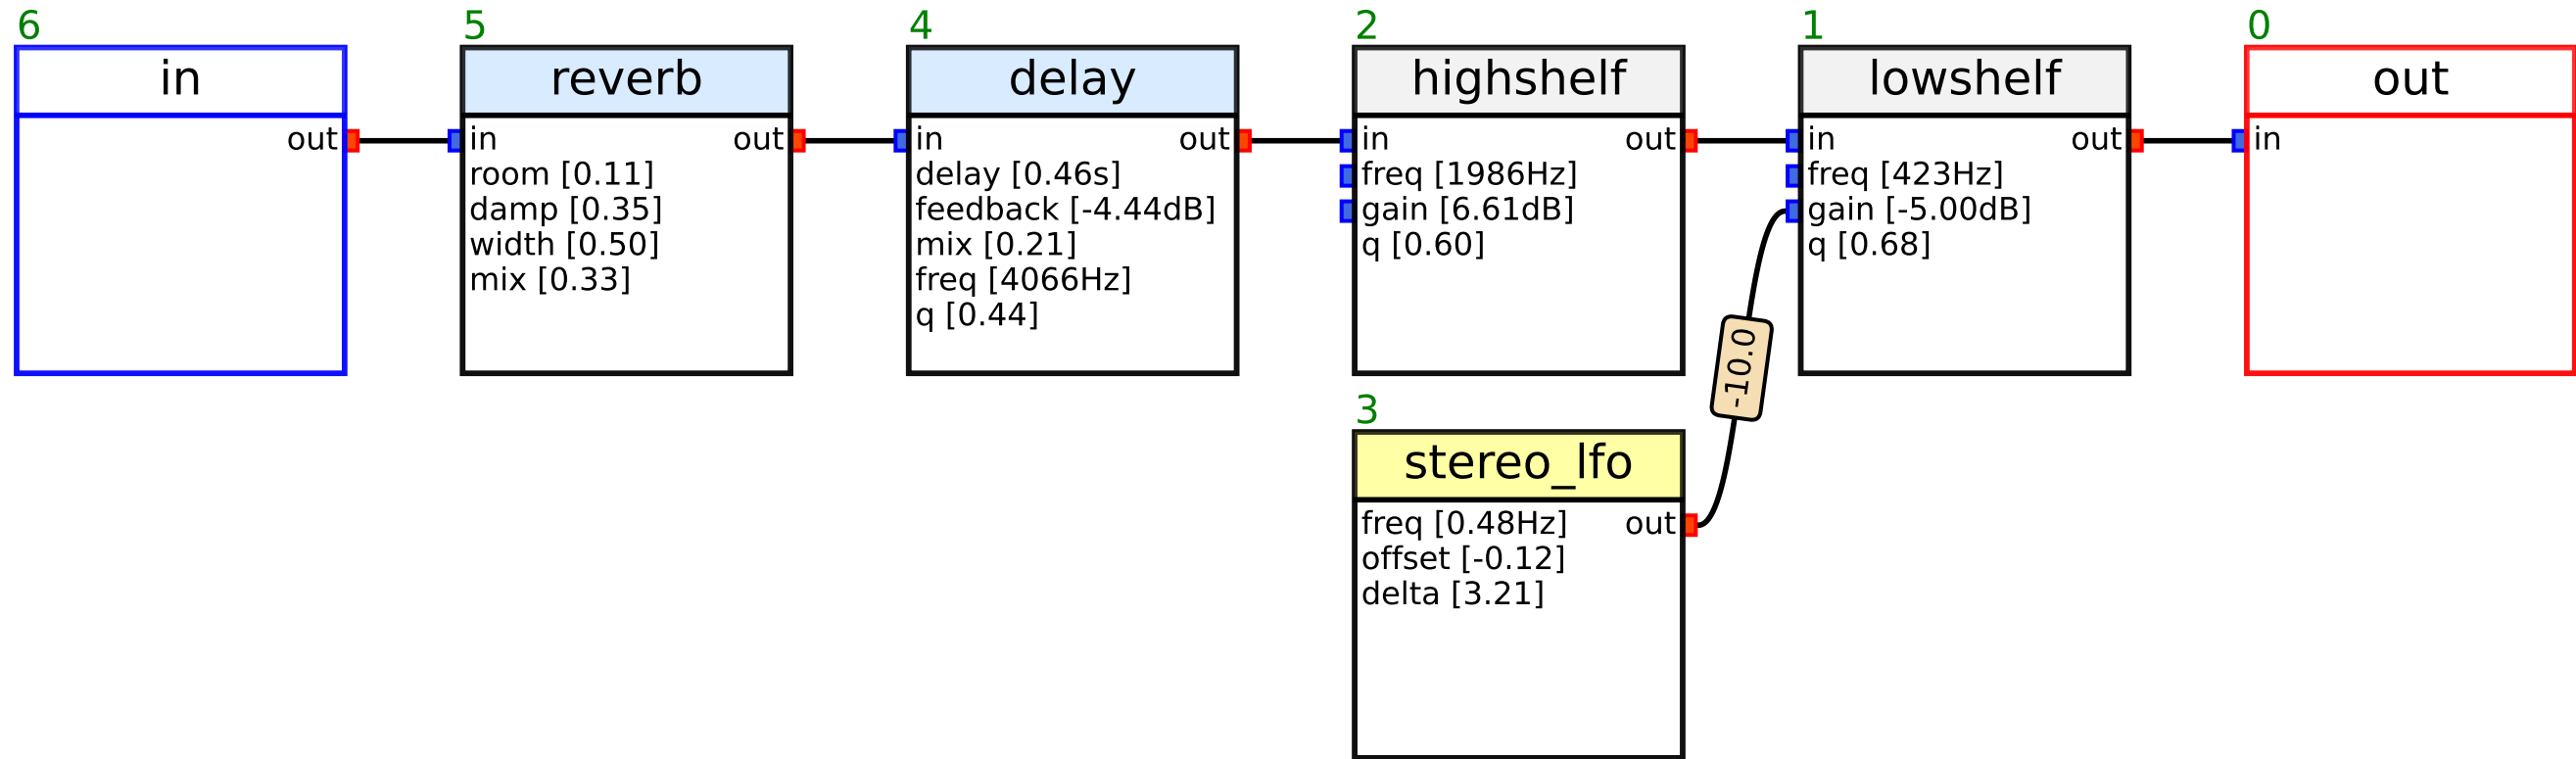 6
in
out
5
reverb
in out
room [0.11]
damp [0.35]
width [0.50]
mix [0.33]
4
delay
in out
delay [0.46s]
feedback [-4.44dB]
mix [0.21]
freq [4066Hz]
q [0.44]
2
highshelf
in out
freq [1986Hz]
gain [6.61dB]
q [0.60]
1
lowshelf
in out
freq [423Hz]
gain [-5.00dB]
q [0.68]
0
out
in
-10.0
3
stereo_lfo
freq [0.48Hz] out
offset [-0.12]
delta [3.21]